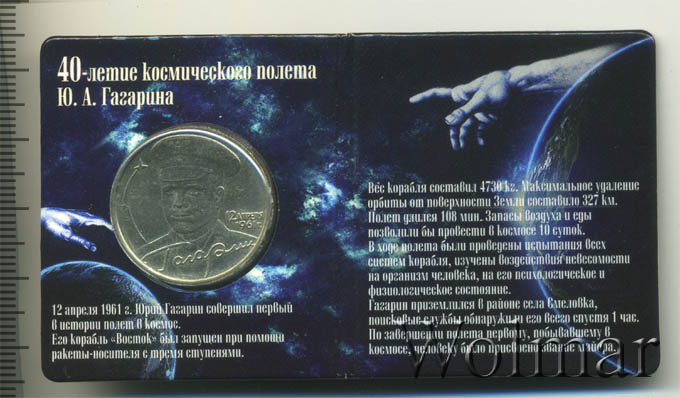 40-летие космического полета
Ю. А. Гагарина
12 АПРЕЛЯ
1961 г.
12 апреля 1961 г. Юрий Гагарин совершил первый
в истории полет в космос.
Его корабль «Восток» был запущен при помощи
ракеты-носителя с тремя ступенями.
Вес корабля составил 4730 кг. Максимальное удаление
орбиты от поверхности Земли составило 327 км.
Полет длился 108 мин. Запасы воздуха и еды
позволили бы провести в космосе 10 суток.
В ходе полета были проведены испытания всех
систем корабля, изучены воздействия невесомости
на организм человека, на его психологическое и
физиологическое состояние.
Гагарин приземлился в районе села Смеловка,
поисковые службы обнаружили его всего спустя 1 час.
По завершении полета первому, побывавшему в
космосе, человеку было присвоено звание майора.
Wolmar